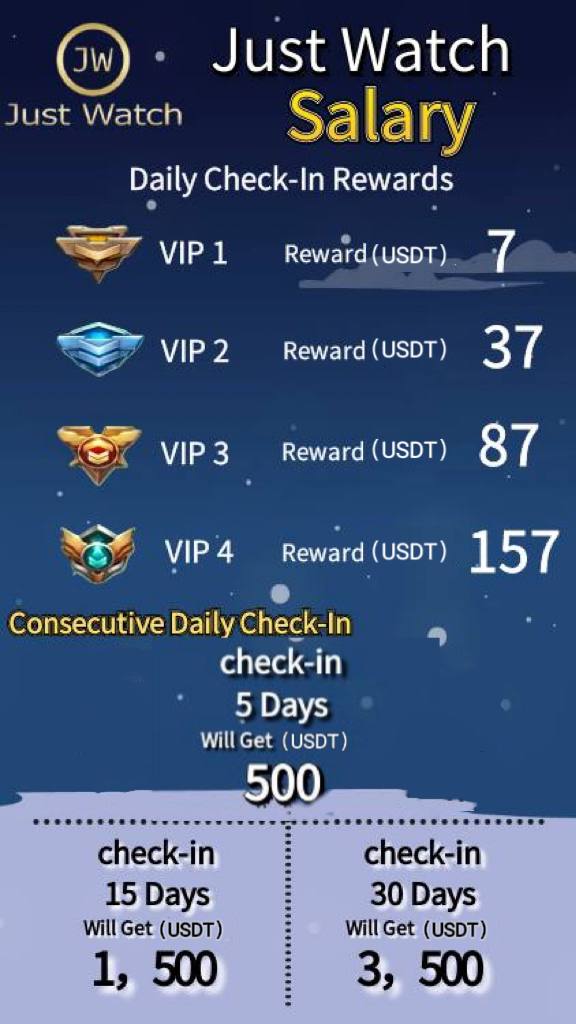 JW
Just Watch
Just Watch
Salary
Daily Check-In Rewards
VIP 1 Reward (USDT) 7
VIP 2 Reward (USDT) 37
VIP 3 Reward (USDT) 87
VIP 4 Reward (USDT) 157
Consecutive Daily Check-In
check-in
5 Days
Will Get (USDT)
500
check-in
15 Days
Will Get (USDT)
1, 500
check-in
30 Days
Will Get (USDT)
3, 500